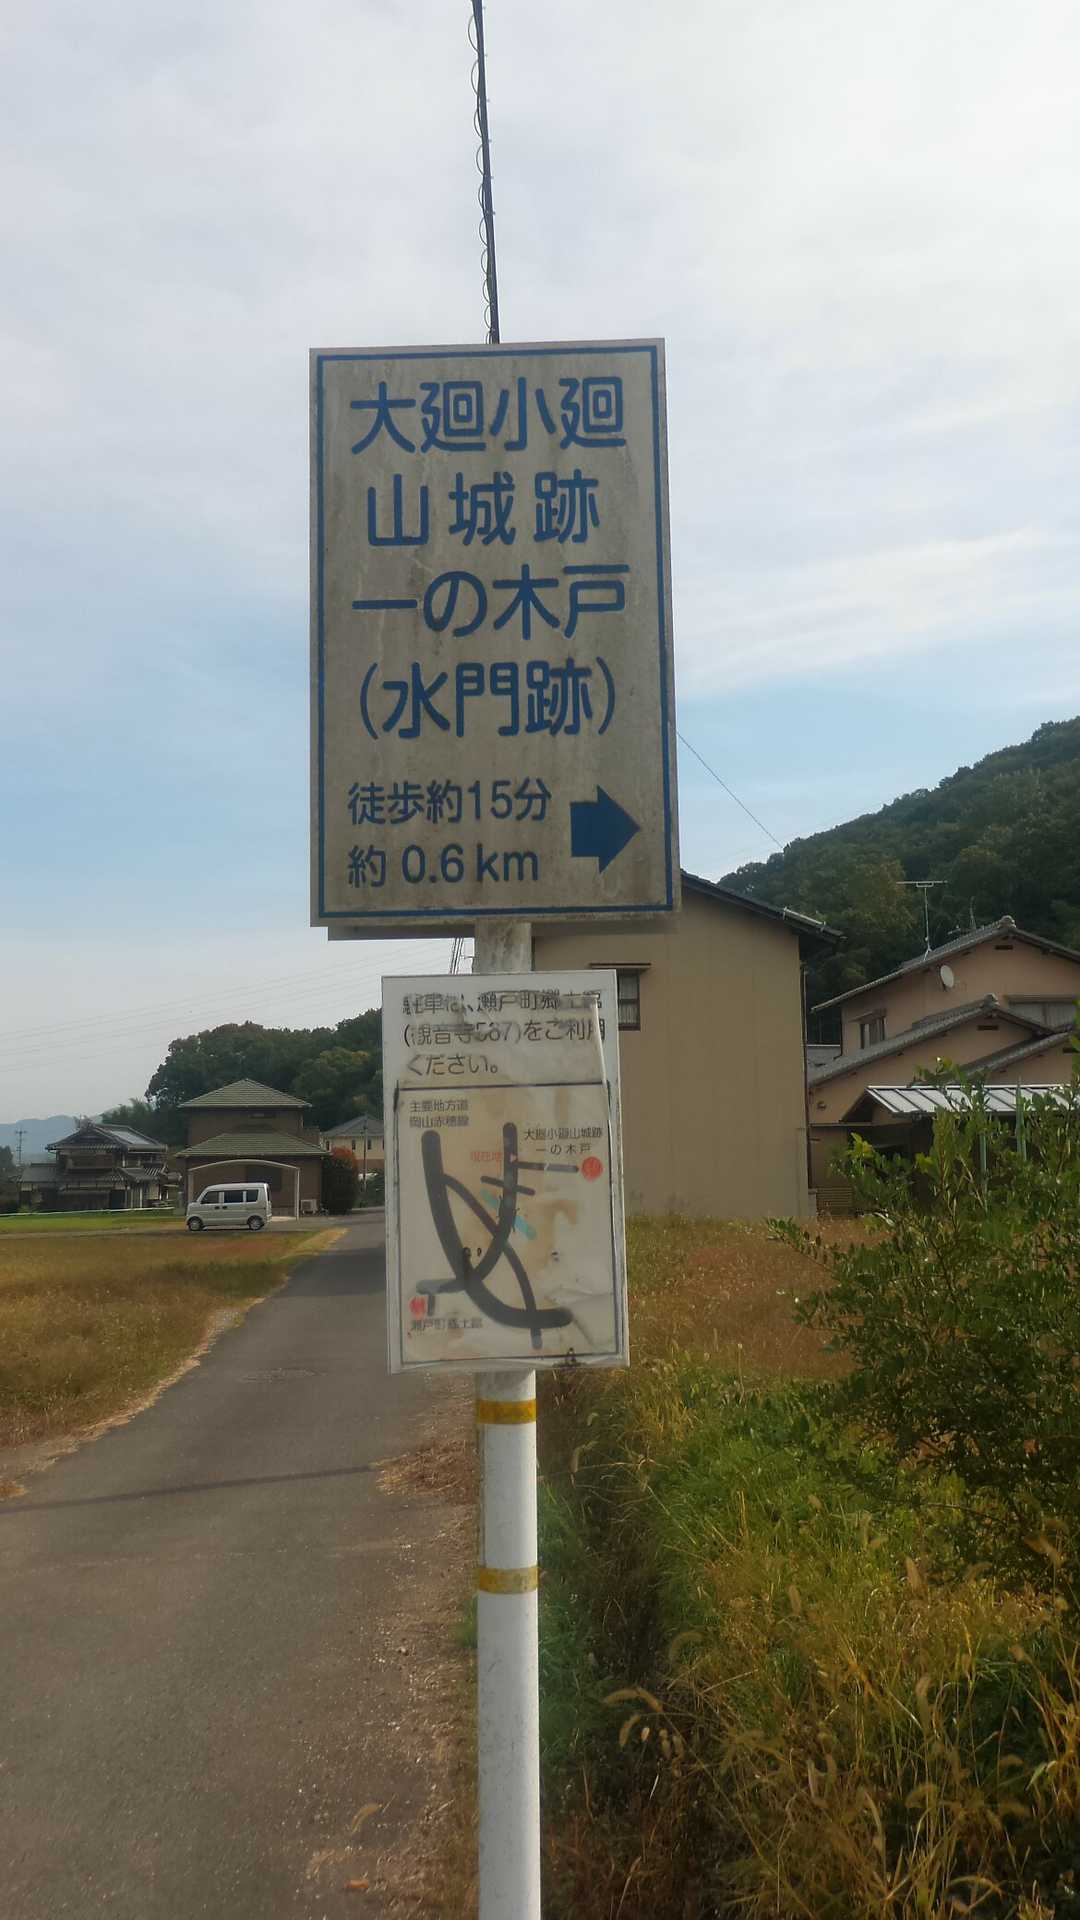 大廻小廻
山城跡
一の木戸
(水門跡)
徒歩約15分
約 0.6km
駐車は、瀬戸町郷土館
(観音寺567)をご利用
ください。
主要地方道
岡山赤穂線
大廻小廻山城跡
一の木戸
現在地
瀬戸町郷土館